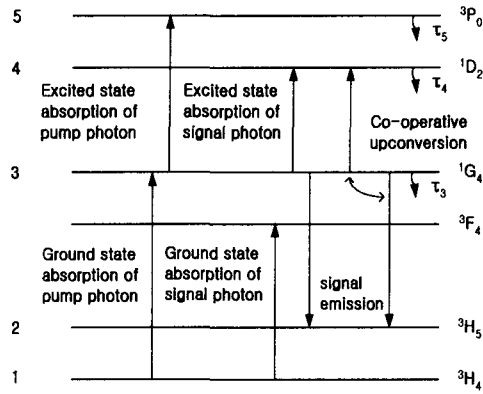 5
³P₀
τ₅
4
¹D₂
τ₄
Excited state
absorption of
pump photon
Excited state
absorption of
signal photon
Co-operative
upconversion
3
¹G₄
τ₃
³F₄
Ground state
absorption of
pump photon
Ground state
absorption of
signal photon
signal
emission
2
³H₅
1
³H₄